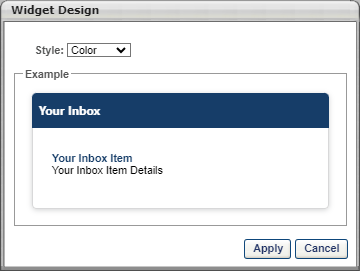 Widget Design
Style: Color
Example
Your Inbox
Your Inbox Item
Your Inbox Item Details
Apply Cancel